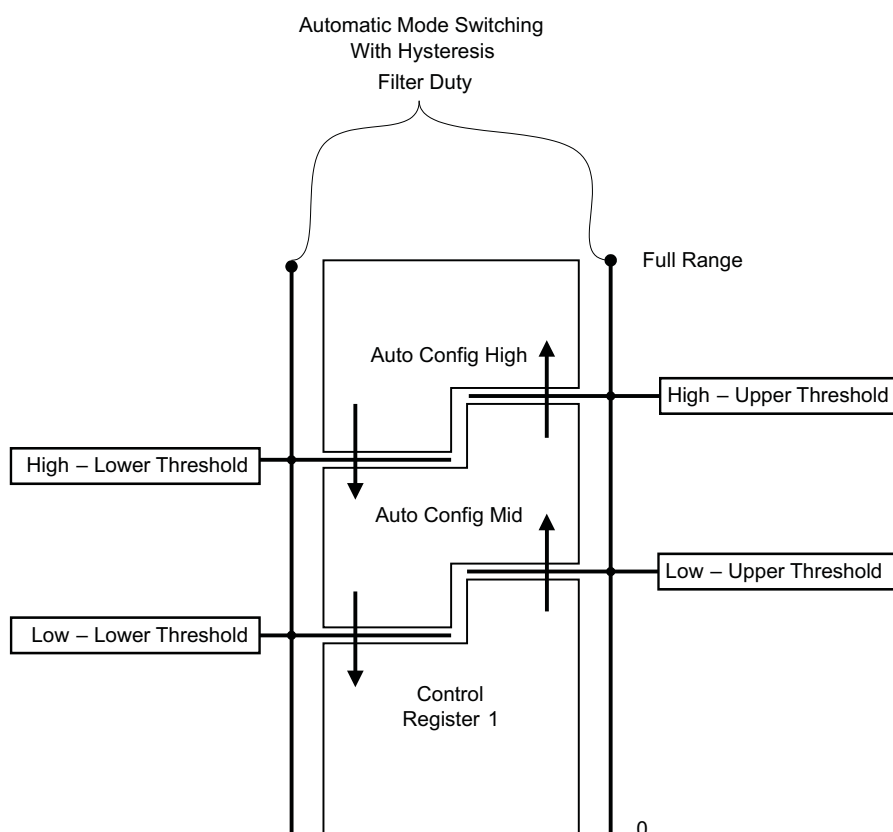 Automatic Mode Switching
With Hysteresis
Filter Duty
Full Range
Auto Config High
High – Upper Threshold
High – Lower Threshold
Auto Config Mid
Low – Upper Threshold
Low – Lower Threshold
Control
Register 1
0